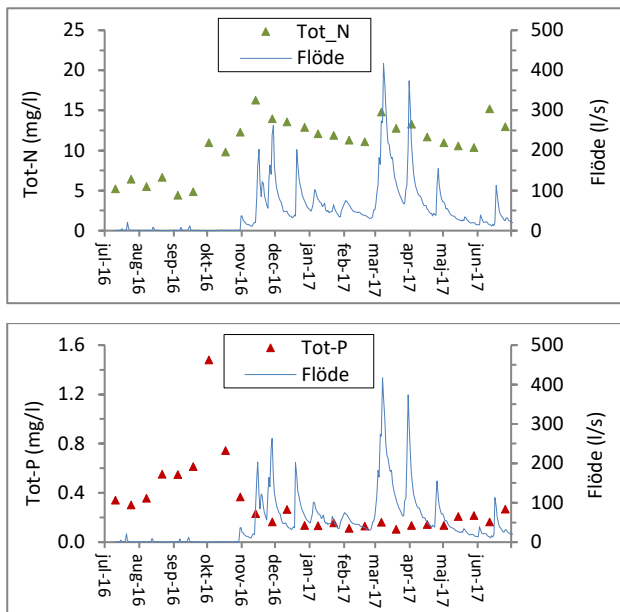 Tot_N
Flöde
Tot-N (mg/l)
25
20
15
10
5
0
500
400
300
200
100
0
Flöde (l/s)
jul-16
aug-16
sep-16
okt-16
nov-16
dec-16
jan-17
feb-17
mar-17
apr-17
maj-17
jun-17
Tot-P
Flöde
Tot-P (mg/l)
1.6
1.2
0.8
0.4
0.0
500
400
300
200
100
0
Flöde (l/s)
jul-16
aug-16
sep-16
okt-16
nov-16
dec-16
jan-17
feb-17
mar-17
apr-17
maj-17
jun-17